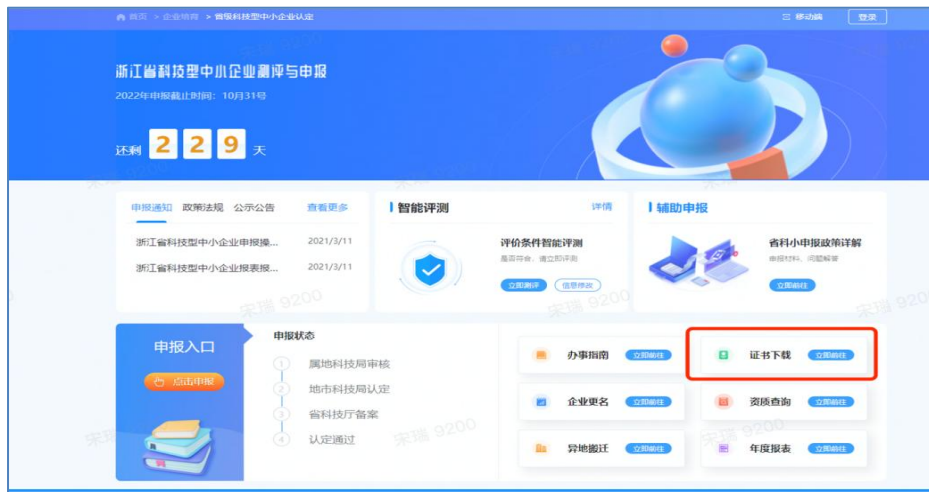 首页 > 企业培育 > 省级科技型中小企业认定
移动端
登录
浙江省科技型中小企业测评与申报
2022年申报截止时间：10月31号
还剩 2 2 9 天
申报通知 政策法规 公示公告 查看更多
浙江省科技型中小企业申报操...
2021/3/11
浙江省科技型中小企业报表报...
2021/3/11
智能评测
详情
评价条件智能评测
是否符合，请立即评测
立即测评
信息修改
辅助申报
省科小申报政策详解
申报材料、问题解答
立即前往
申报入口
点击申报
申报状态
1 属地科技局审核
2 地市科技局认定
3 省科技厅备案
4 认定通过
办事指南 立即前往
证书下载 立即前往
企业更名 立即前往
资质查询 立即前往
异地搬迁 立即前往
年度报表 立即前往
宋瑞 9200